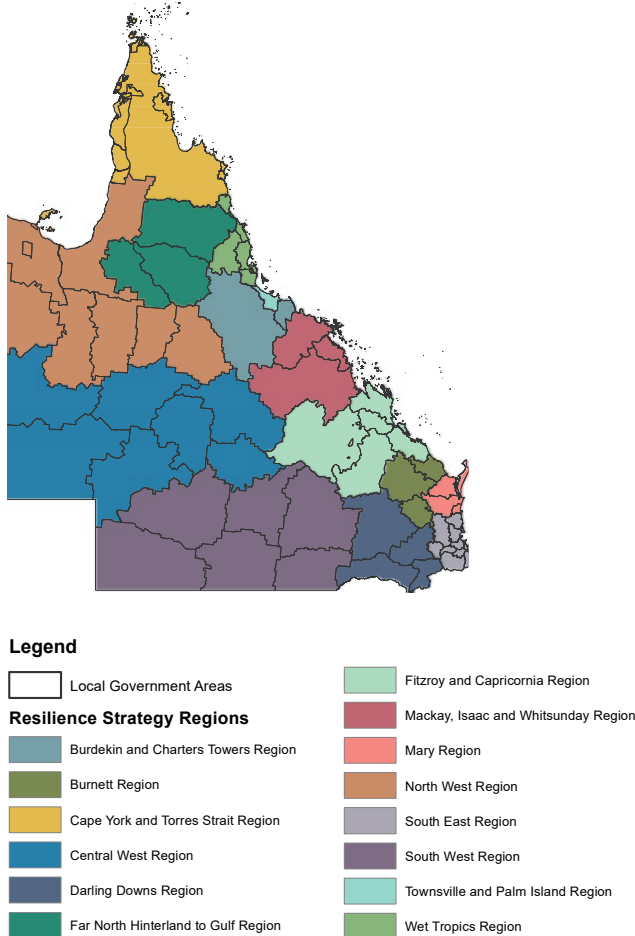 Legend
Local Government Areas
Resilience Strategy Regions
Burdekin and Charters Towers Region
Burnett Region
Cape York and Torres Strait Region
Central West Region
Darling Downs Region
Far North Hinterland to Gulf Region
Fitzroy and Capricornia Region
Mackay, Isaac and Whitsunday Region
Mary Region
North West Region
South East Region
South West Region
Townsville and Palm Island Region
Wet Tropics Region